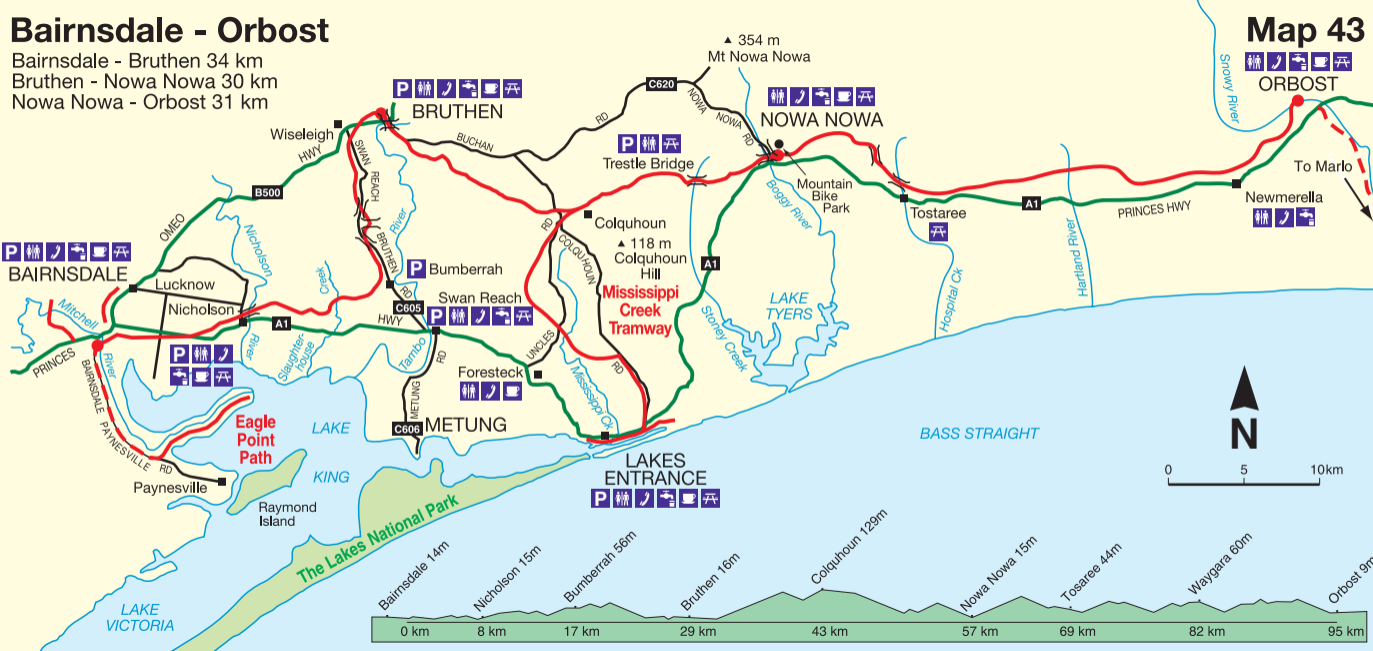 Bairnsdale - Orbost
Bairnsdale - Bruthen 34 km
Bruthen - Nowa Nowa 30 km
Nowa Nowa - Orbost 31 km
Map 43
354 m
Mt Nowa Nowa
C620
P
BRUTHEN
Wiseleigh
NOWA NOWA
ORBOST
Snowy River
BUCHAN
RD
NOWA
NOWA
RD
P
Trestle Bridge
HWY
SWAN
REACH
B500
OMEO
Mountain
Bike
Park
Boggy River
To Marlo
Newmerella
Tostaree
A1
PRINCES HWY
Colquhoun
118 m
Colquhoun
Hill
RD
COLQUHOUN
River
BRUTHEN
RD
Nicholson
River
P
BAIRNSDALE
P
Bumberrah
A1
Hartland River
Lucknow
Creek
Slaughter-
house
Nicholson
C605
Swan Reach
P
HWY
A1
Mississippi
Creek
Tramway
LAKE
TYERS
Stoney Creek
Hospital Ck
Mitchell
River
PRINCES
P
Tambo
RD
UNCLES
RD
Foresteck
Mississippi Ck
BAIRNSDALE
PAYNESVILLE
RD
METUNG
C606
METUNG
Eagle
Point
Path
LAKE
KING
BASS STRAIGHT
N
0 5 10km
LAKES
ENTRANCE
P
Paynesville
Raymond
Island
The Lakes National Park
LAKE
VICTORIA
Bairnsdale 14m
Nicholson 15m
Bumberrah 56m
Bruthen 16m
Colquhoun 129m
Nowa Nowa 15m
Tosaree 44m
Waygara 60m
Orbost 9m
0 km 8 km 17 km 29 km 43 km 57 km 69 km 82 km 95 km